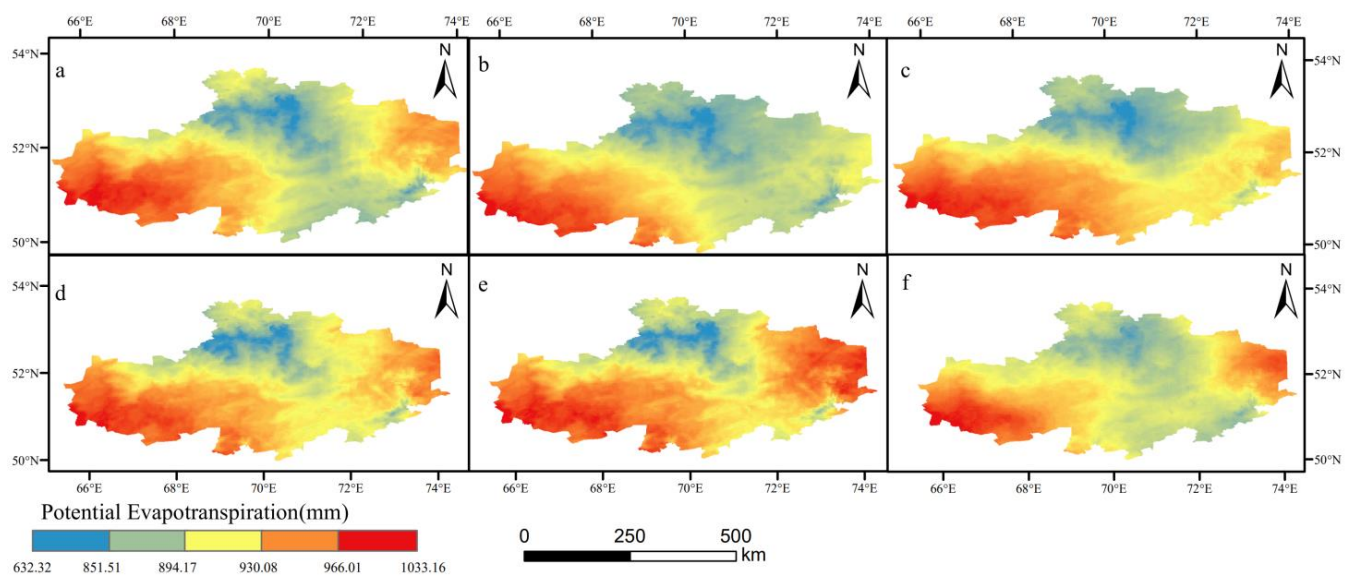 66°E 68°E 70°E 72°E 74°E 66°E 68°E 70°E 72°E 74°E 66°E 68°E 70°E 72°E 74°E
54°N 54°N
a N b N c N
52°N 52°N
50°N 50°N
d N e N f N
54°N 54°N
52°N 52°N
50°N 50°N
66°E 68°E 70°E 72°E 74°E 66°E 68°E 70°E 72°E 74°E 66°E 68°E 70°E 72°E 74°E
Potential Evapotranspiration(mm)
632.32 851.51 894.17 930.08 966.01 1033.16
0 250 500
km